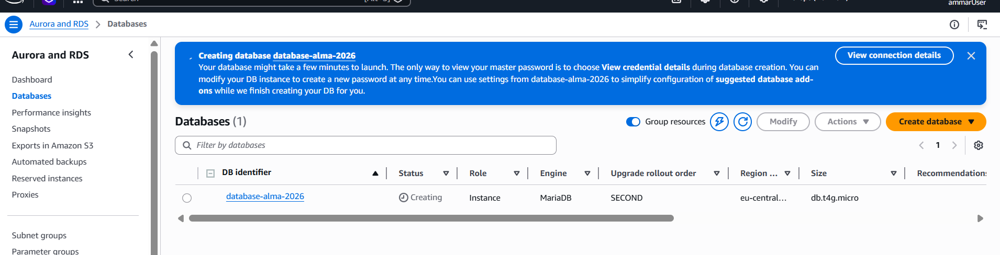 Search
[Alt+S]
ammarUser
Aurora and RDS
Databases
Aurora and RDS
Dashboard
Databases
Performance insights
Snapshots
Exports in Amazon S3
Automated backups
Reserved instances
Proxies
Subnet groups
Parameter groups
Creating database database-alma-2026
Your database might take a few minutes to launch. The only way to view your master password is to choose View credential details during database creation. You can
modify your DB instance to create a new password at any time.You can use settings from database-alma-2026 to simplify configuration of suggested database add-
ons while we finish creating your DB for you.
View connection details
Databases (1)
Group resources
Modify
Actions
Create database
Filter by databases
1
DB identifier Status Role Engine Upgrade rollout order Region ... Size Recommendations
database-alma-2026 Creating Instance MariaDB SECOND eu-central... db.t4g.micro